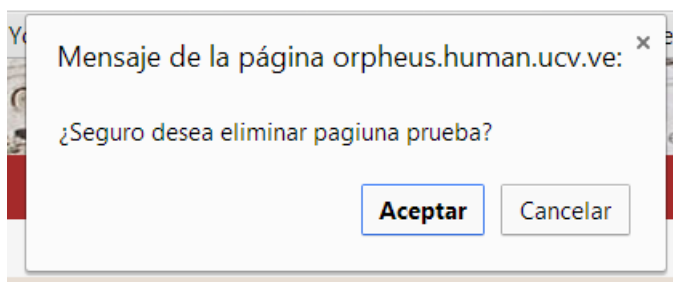 Mensaje de la página orpheus.human.ucv.ve:
¿Seguro desea eliminar pagiuna prueba?
Aceptar Cancelar